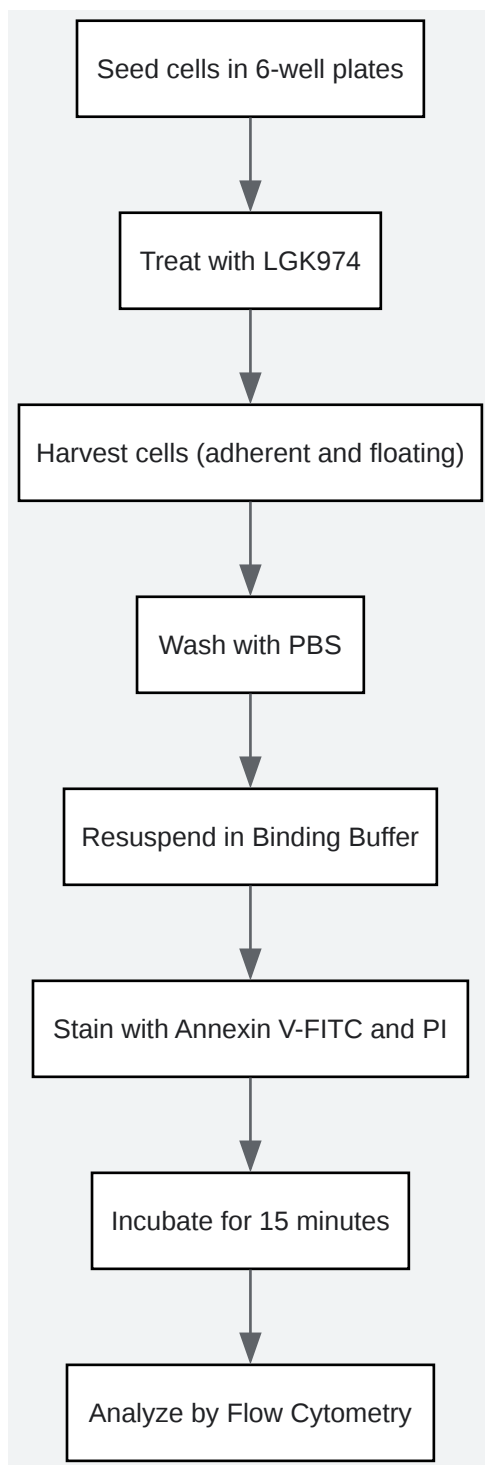 Seed cells in 6-well plates
Treat with LGK974
Harvest cells (adherent and floating)
Wash with PBS
Resuspend in Binding Buffer
Stain with Annexin V-FITC and PI
Incubate for 15 minutes
Analyze by Flow Cytometry